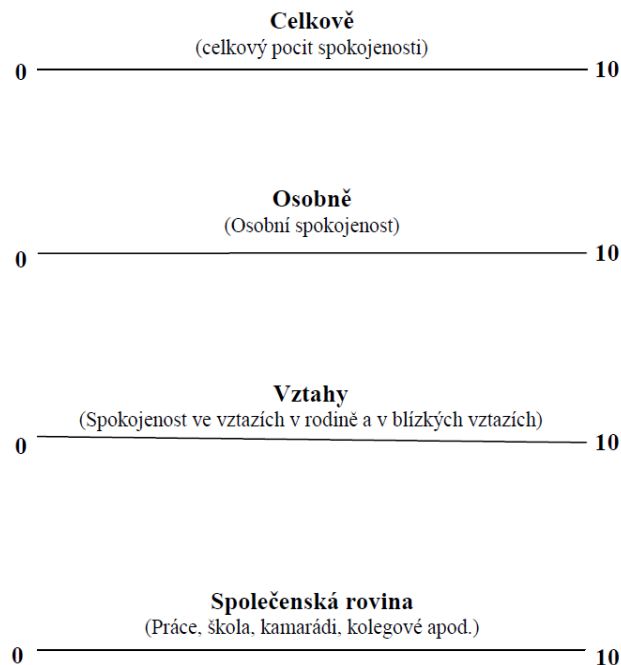 Celkově
(celkový pocit spokojenosti)
0 10
Osobně
(Osobní spokojenost)
0 10
Vztahy
(Spokojenost ve vztazích v rodině a v blízkých vztazích)
0 10
Společenská rovina
(Práce, škola, kamarádi, kolegové apod.)
0 10